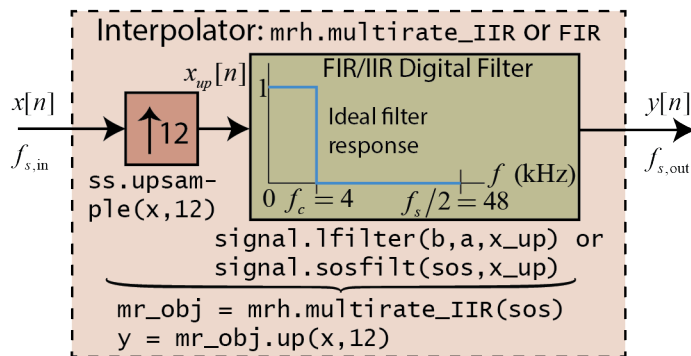 Interpolator: mrh.multirate_IIR or FIR
x[n]
f_s,in
↑12
ss.upsam-
ple(x,12)
x_up[n]
FIR/IIR Digital Filter
1
Ideal filter
response
f (kHz)
0 f_c = 4 f_s/2 = 48
y[n]
f_s,out
signal.lfilter(b,a,x_up) or
signal.sosfilt(sos,x_up)
mr_obj = mrh.multirate_IIR(sos)
y = mr_obj.up(x,12)